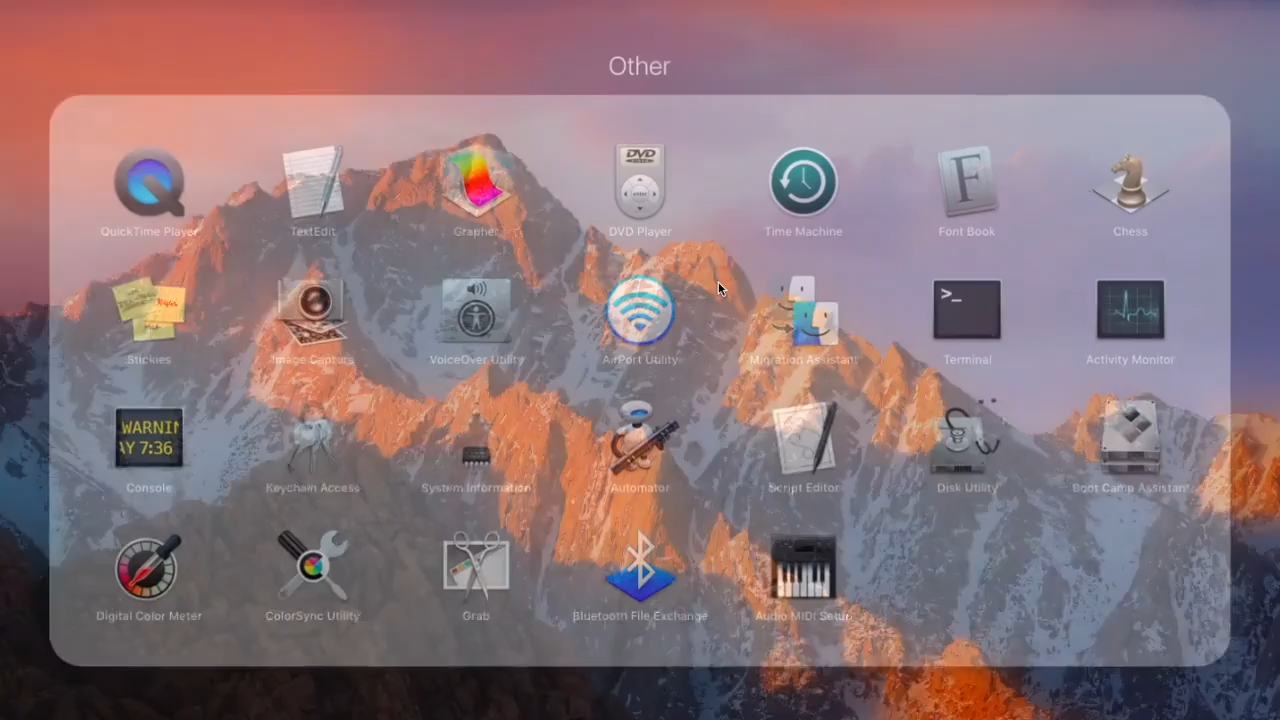 Other
QuickTime Player
TextEdit
Grapher
DVD
DVD Player
Time Machine
F
Font Book
Chess
Stickies
Image Capture
VoiceOver Utility
AirPort Utility
Migration Assistant
>_
Terminal
Activity Monitor
WARNIN
AY 7:36
Console
Keychain Access
System Information
Automator
Script Editor
Disk Utility
Boot Camp Assistant
Digital Color Meter
ColorSync Utility
Grab
Bluetooth File Exchange
Audio MIDI Setup